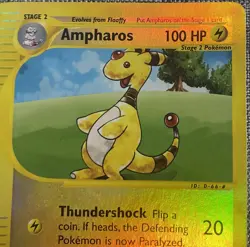 STAGE 2
Evolves from Flaaffy
Put Ampharos on the Stage 1 card
Ampharos 100 HP
Stage 2 Pokémon
Thundershock Flip a
coin. If heads, the Defending
Pokémon is now Paralyzed.
20